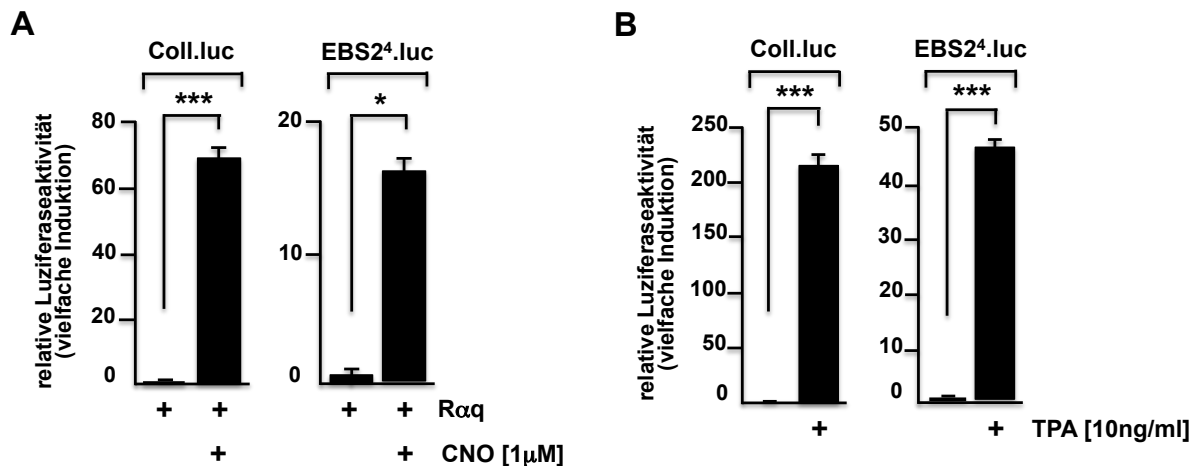 A
Coll.luc
EBS2⁴.luc
***
*
relative Luziferaseaktivität
(vielfache Induktion)
80
60
40
20
0
20
10
0
+ +
+ +
Rαq
+
+
CNO [1µM]
B
Coll.luc
EBS2⁴.luc
***
***
relative Luziferaseaktivität
(vielfache Induktion)
250
200
150
100
50
0
50
40
30
20
10
0
+
+
TPA [10ng/ml]